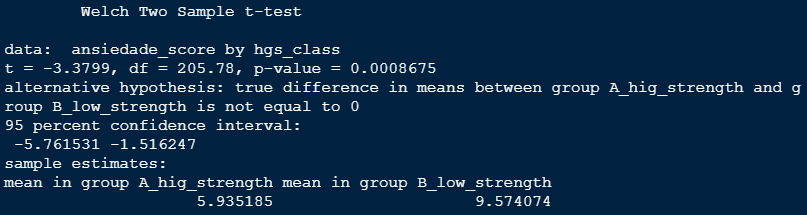 Welch Two Sample t-test
data:  ansiedade_score by hgs_class
t = -3.3799, df = 205.78, p-value = 0.0008675
alternative hypothesis: true difference in means between group A_hig_strength and g
roup B_low_strength is not equal to 0
95 percent confidence interval:
 -5.761531 -1.516247
sample estimates:
mean in group A_hig_strength mean in group B_low_strength
                    5.935185                     9.574074